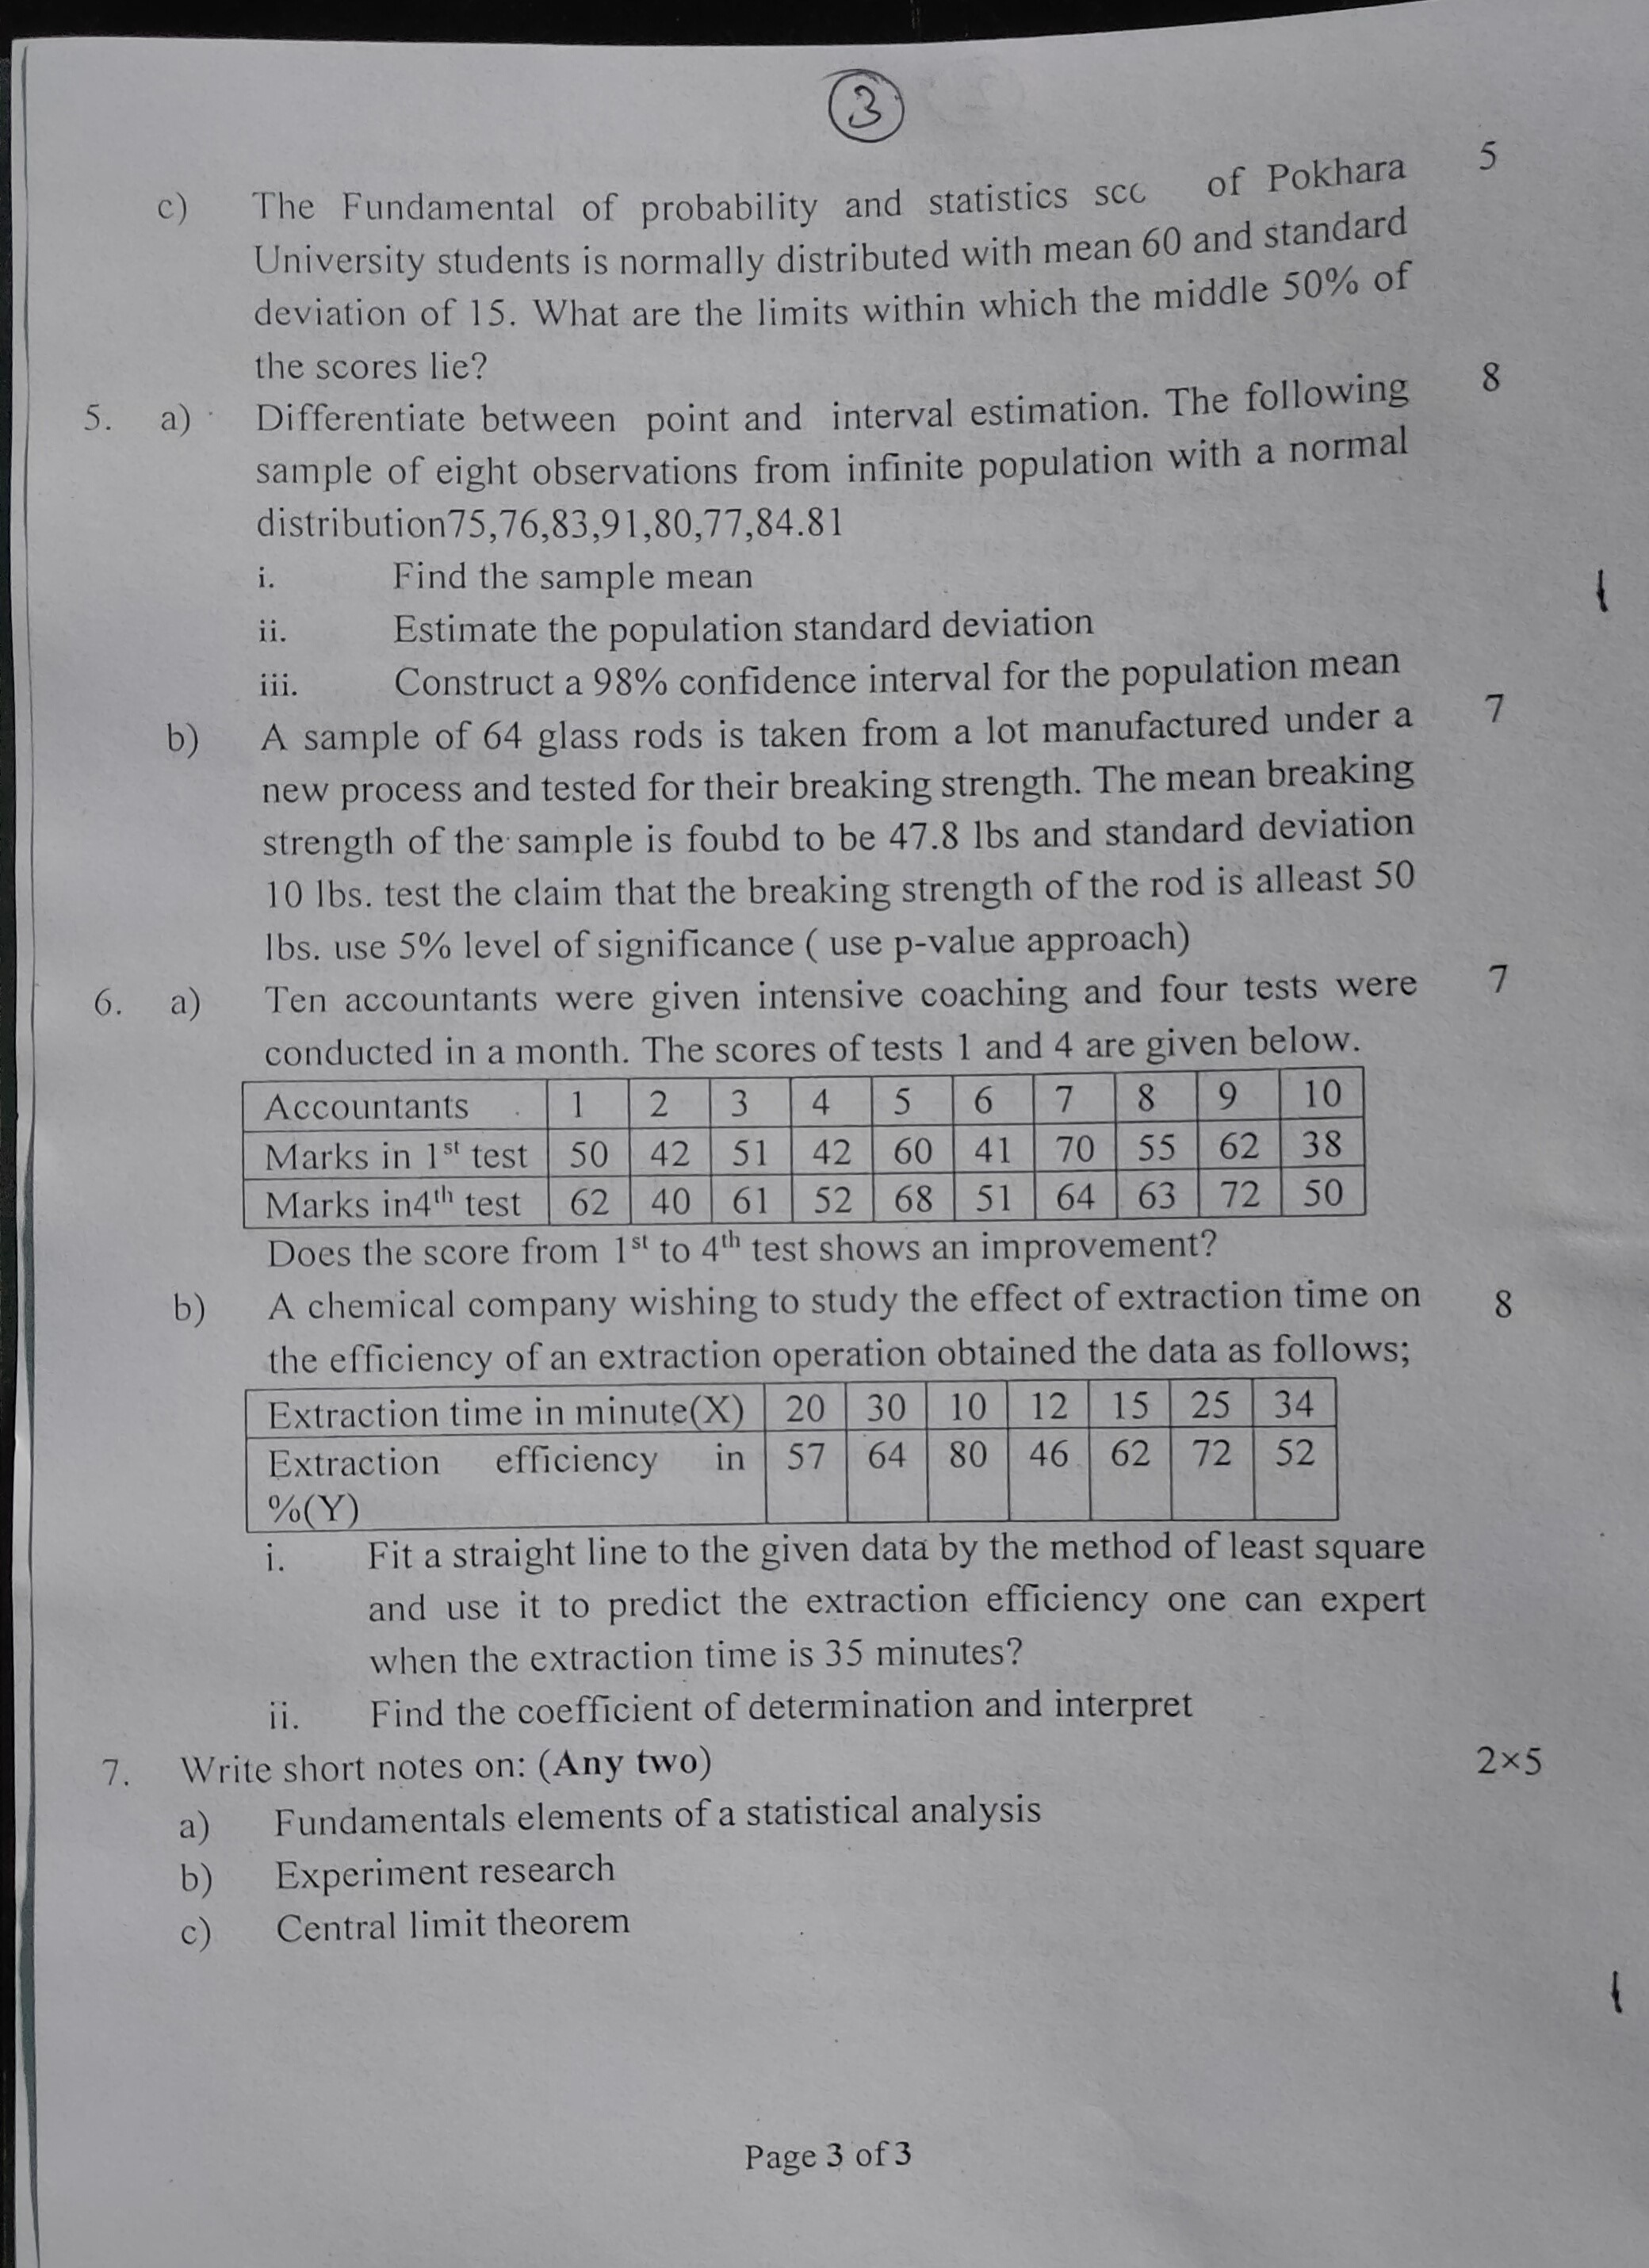 3
c) The Fundamental of probability and statistics sc of Pokhara 5
University students is normally distributed with mean 60 and standard
deviation of 15. What are the limits within which the middle 50% of
the scores lie?
5. a) Differentiate between point and interval estimation. The following 8
sample of eight observations from infinite population with a normal
distribution75,76,83,91,80,77,84.81
i. Find the sample mean
ii. Estimate the population standard deviation
iii. Construct a 98% confidence interval for the population mean
b) A sample of 64 glass rods is taken from a lot manufactured under a 7
new process and tested for their breaking strength. The mean breaking
strength of the sample is foubd to be 47.8 lbs and standard deviation
10 lbs. test the claim that the breaking strength of the rod is alleast 50
lbs. use 5% level of significance ( use p-value approach)
6. a) Ten accountants were given intensive coaching and four tests were 7
conducted in a month. The scores of tests 1 and 4 are given below.
Accountants 1 2 3 4 5 6 7 8 9 10
Marks in 1st test 50 42 51 42 60 41 70 55 62 38
Marks in4th test 62 40 61 52 68 51 64 63 72 50
Does the score from 1st to 4th test shows an improvement?
b) A chemical company wishing to study the effect of extraction time on 8
the efficiency of an extraction operation obtained the data as follows;
Extraction time in minute(X) 20 30 10 12 15 25 34
Extraction efficiency in 57 64 80 46 62 72 52
%(Y)
i. Fit a straight line to the given data by the method of least square
and use it to predict the extraction efficiency one can expert
when the extraction time is 35 minutes?
ii. Find the coefficient of determination and interpret
7. Write short notes on: (Any two) 2×5
a) Fundamentals elements of a statistical analysis
b) Experiment research
c) Central limit theorem
Page 3 of 3